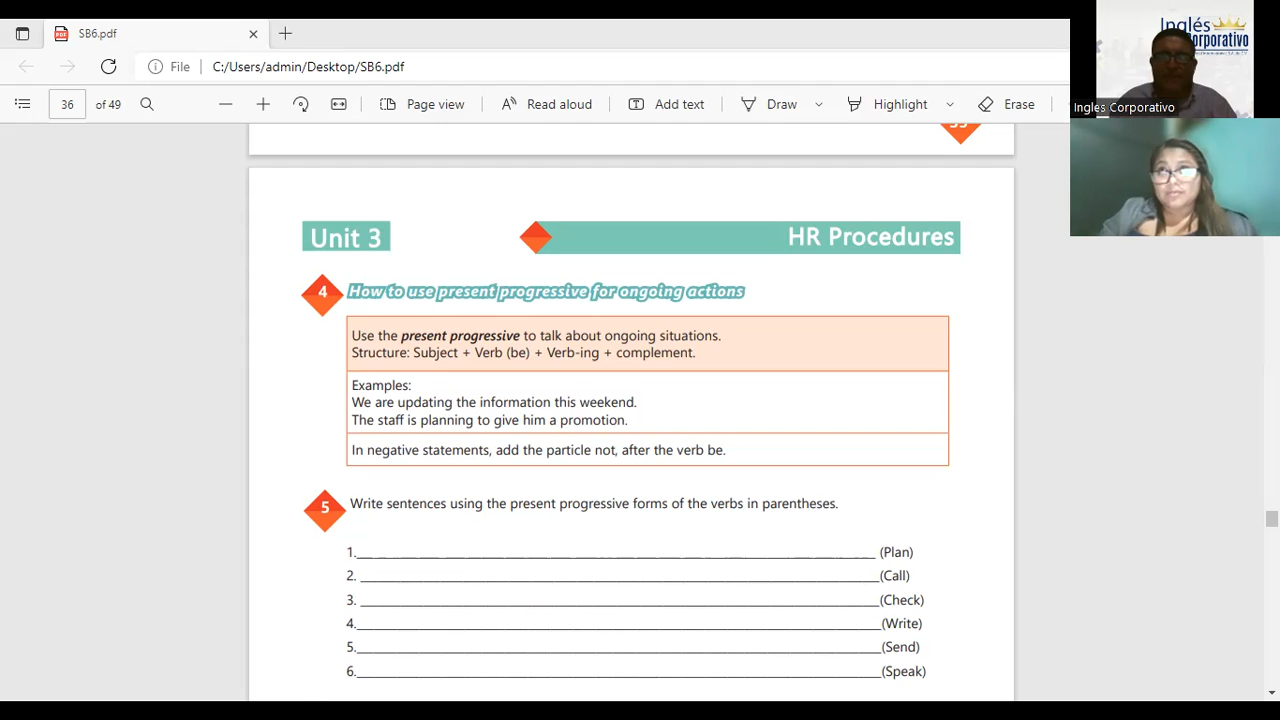 SB6.pdf
File
C:/Users/admin/Desktop/SB6.pdf
36 of 49
Page view
Read aloud
Add text
Draw
Highlight
Erase
Inglés
Corporativo
Ingles Corporativo
Unit 3
HR Procedures
4 How to use present progressive for ongoing actions
Use the present progressive to talk about ongoing situations.
Structure: Subject + Verb (be) + Verb-ing + complement.
Examples:
We are updating the information this weekend.
The staff is planning to give him a promotion.
In negative statements, add the particle not, after the verb be.
5 Write sentences using the present progressive forms of the verbs in parentheses.
1. (Plan)
2. (Call)
3. (Check)
4. (Write)
5. (Send)
6. (Speak)